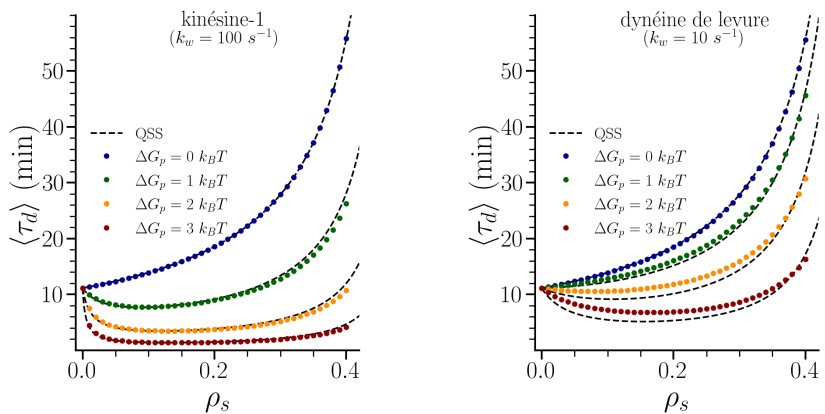 kinésine-1
(k_w = 100 s⁻¹)
⟨τ_d⟩ (min)
50
40
30
20
10
QSS
ΔG_p = 0 k_BT
ΔG_p = 1 k_BT
ΔG_p = 2 k_BT
ΔG_p = 3 k_BT
0.0
0.2
0.4
ρ_s
dynéine de levure
(k_w = 10 s⁻¹)
⟨τ_d⟩ (min)
50
40
30
20
10
QSS
ΔG_p = 0 k_BT
ΔG_p = 1 k_BT
ΔG_p = 2 k_BT
ΔG_p = 3 k_BT
0.0
0.2
0.4
ρ_s